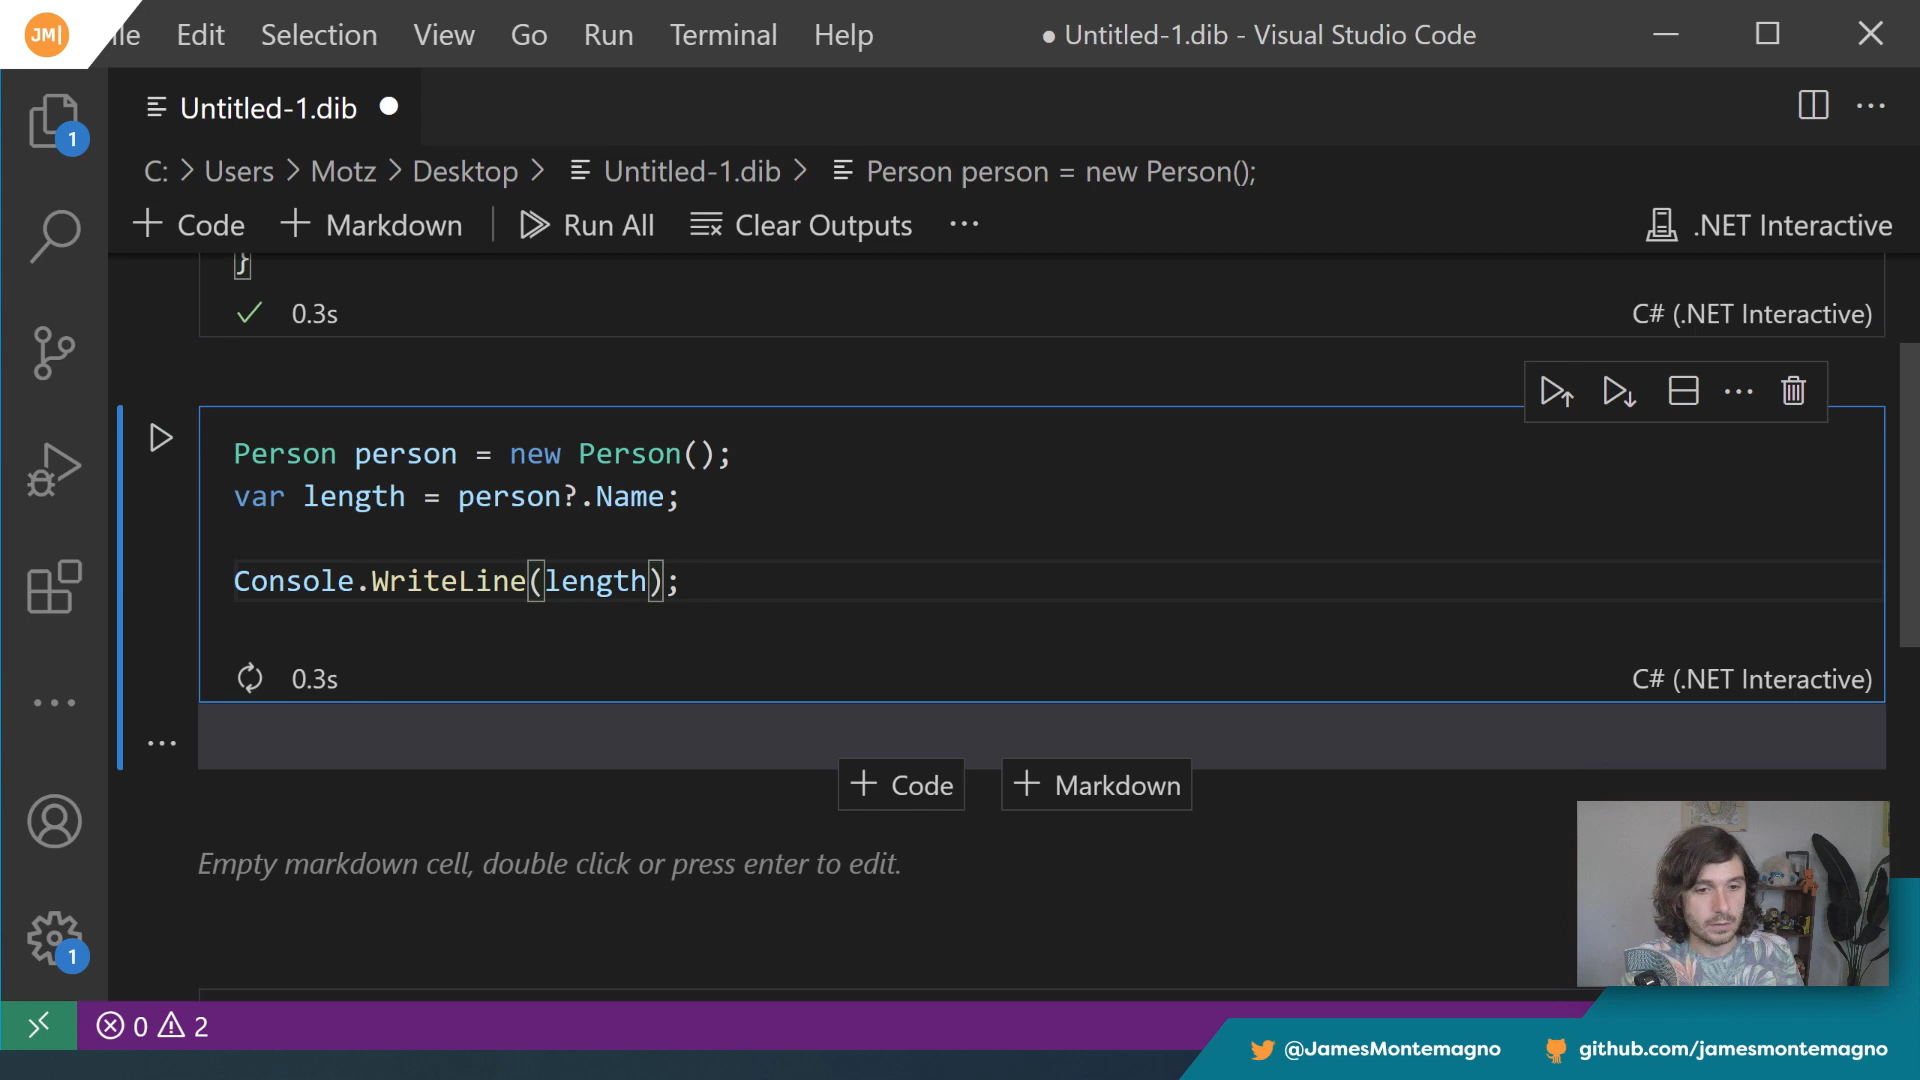 JM|
le Edit Selection View Go Run Terminal Help ● Untitled-1.dib - Visual Studio Code
Untitled-1.dib ●
C: > Users > Motz > Desktop > Untitled-1.dib > Person person = new Person();
+ Code + Markdown Run All Clear Outputs ··· .NET Interactive
}
✓ 0.3s C# (.NET Interactive)
Person person = new Person();
var length = person?.Name;
Console.WriteLine(length);
0.3s C# (.NET Interactive)
+ Code + Markdown
Empty markdown cell, double click or press enter to edit.
1
1
0 2
@JamesMontemagno github.com/jamesmontemagno